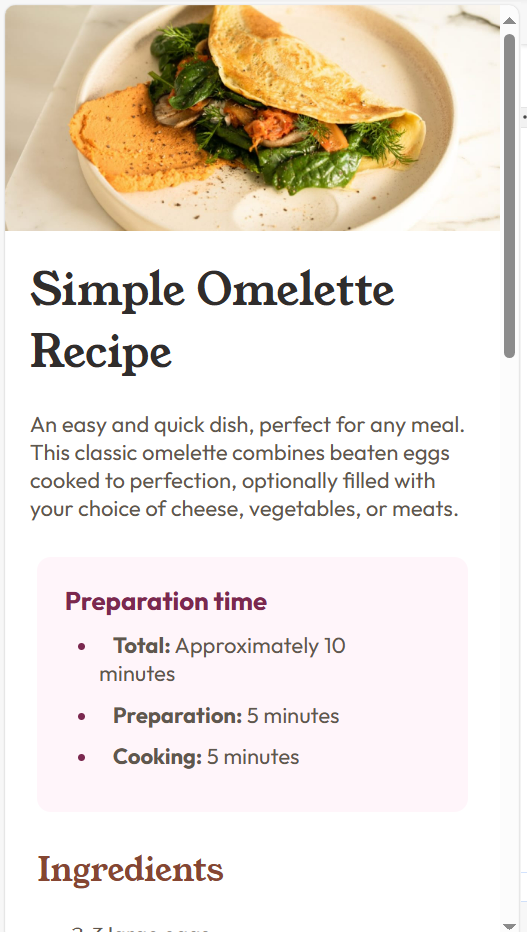 Simple Omelette
Recipe
An easy and quick dish, perfect for any meal.
This classic omelette combines beaten eggs
cooked to perfection, optionally filled with
your choice of cheese, vegetables, or meats.
Preparation time
• Total: Approximately 10
minutes
• Preparation: 5 minutes
• Cooking: 5 minutes
Ingredients